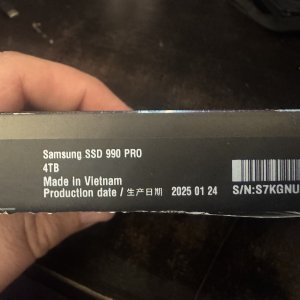 Samsung SSD 990 PRO
4TB
Made in Vietnam
Production date / 生产日期 2025 01 24
S/N:S7KGNU